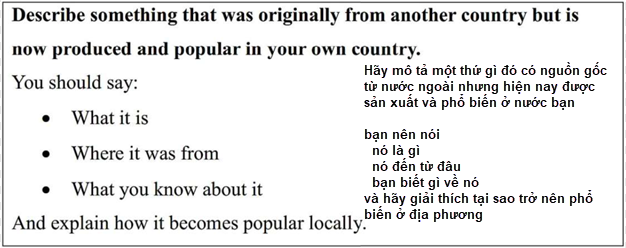 Describe something that was originally from another country but is
now produced and popular in your own country.
You should say:
• What it is
• Where it was from
• What you know about it
And explain how it becomes popular locally.
Hãy mô tả một thứ gì đó có nguồn gốc
từ nước ngoài nhưng hiện nay được
sản xuất và phổ biến ở nước bạn
bạn nên nói
nó là gì
nó đến từ đâu
bạn biết gì về nó
và hãy giải thích tại sao trở nên phổ
biến ở địa phương